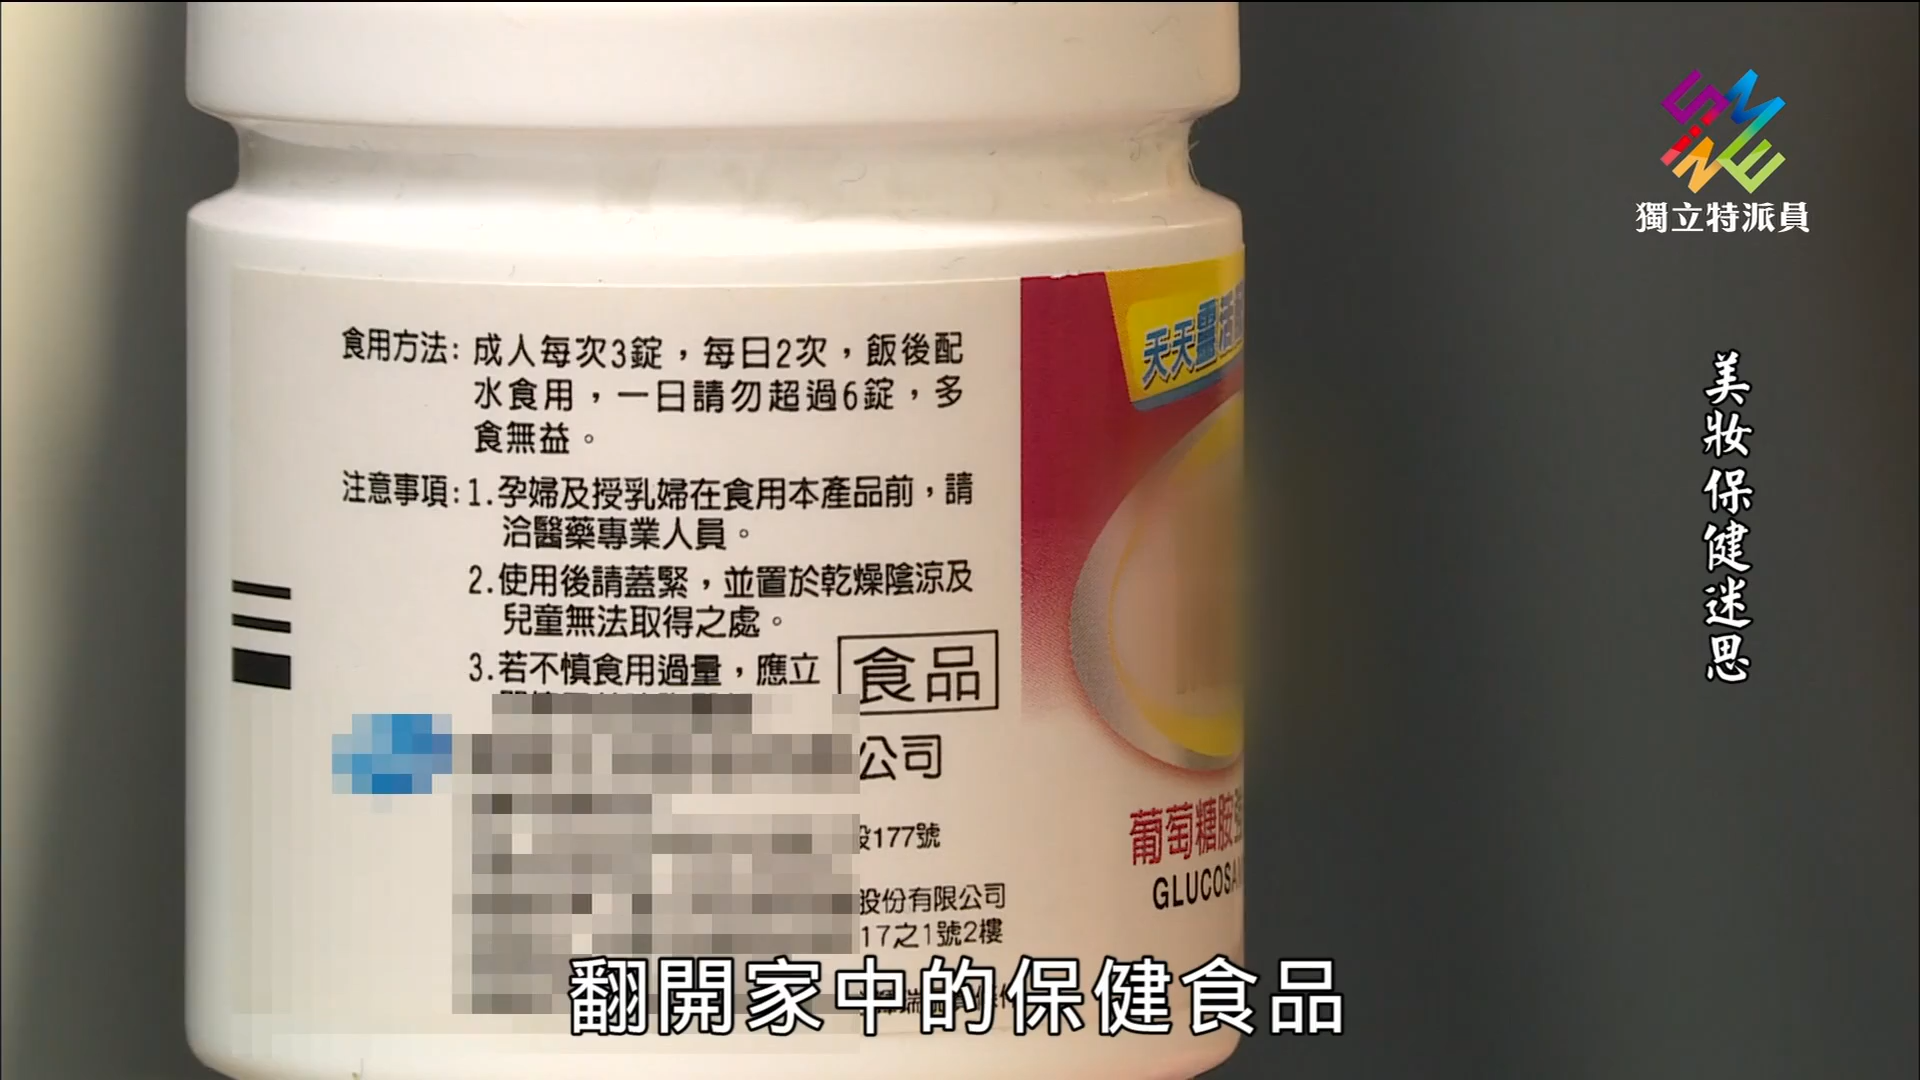 獨立特派員
美妝保健迷思
天天靈活
食用方法: 成人每次3錠，每日2次，飯後配
水食用，一日請勿超過6錠，多
食無益。
注意事項:1.孕婦及授乳婦在食用本產品前，請
洽醫藥專業人員。
2.使用後請蓋緊，並置於乾燥陰涼及
兒童無法取得之處。
3.若不慎食用過量，應立
食品
公司
段177號
股份有限公司
17之1號2樓
葡萄糖胺
GLUCOSA
翻開家中的保健食品